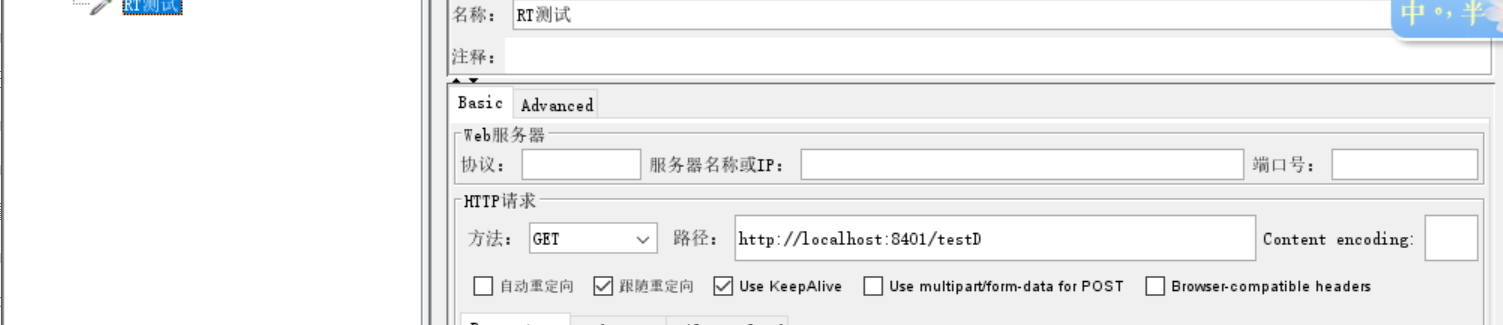 RT测试
名称： RT测试
中 °, 半
注释：
Basic Advanced
Web服务器
协议： 服务器名称或IP： 端口号：
HTTP请求
方法： GET 路径： http://localhost:8401/testD Content encoding:
自动重定向 跟随重定向 Use KeepAlive Use multipart/form-data for POST Browser-compatible headers